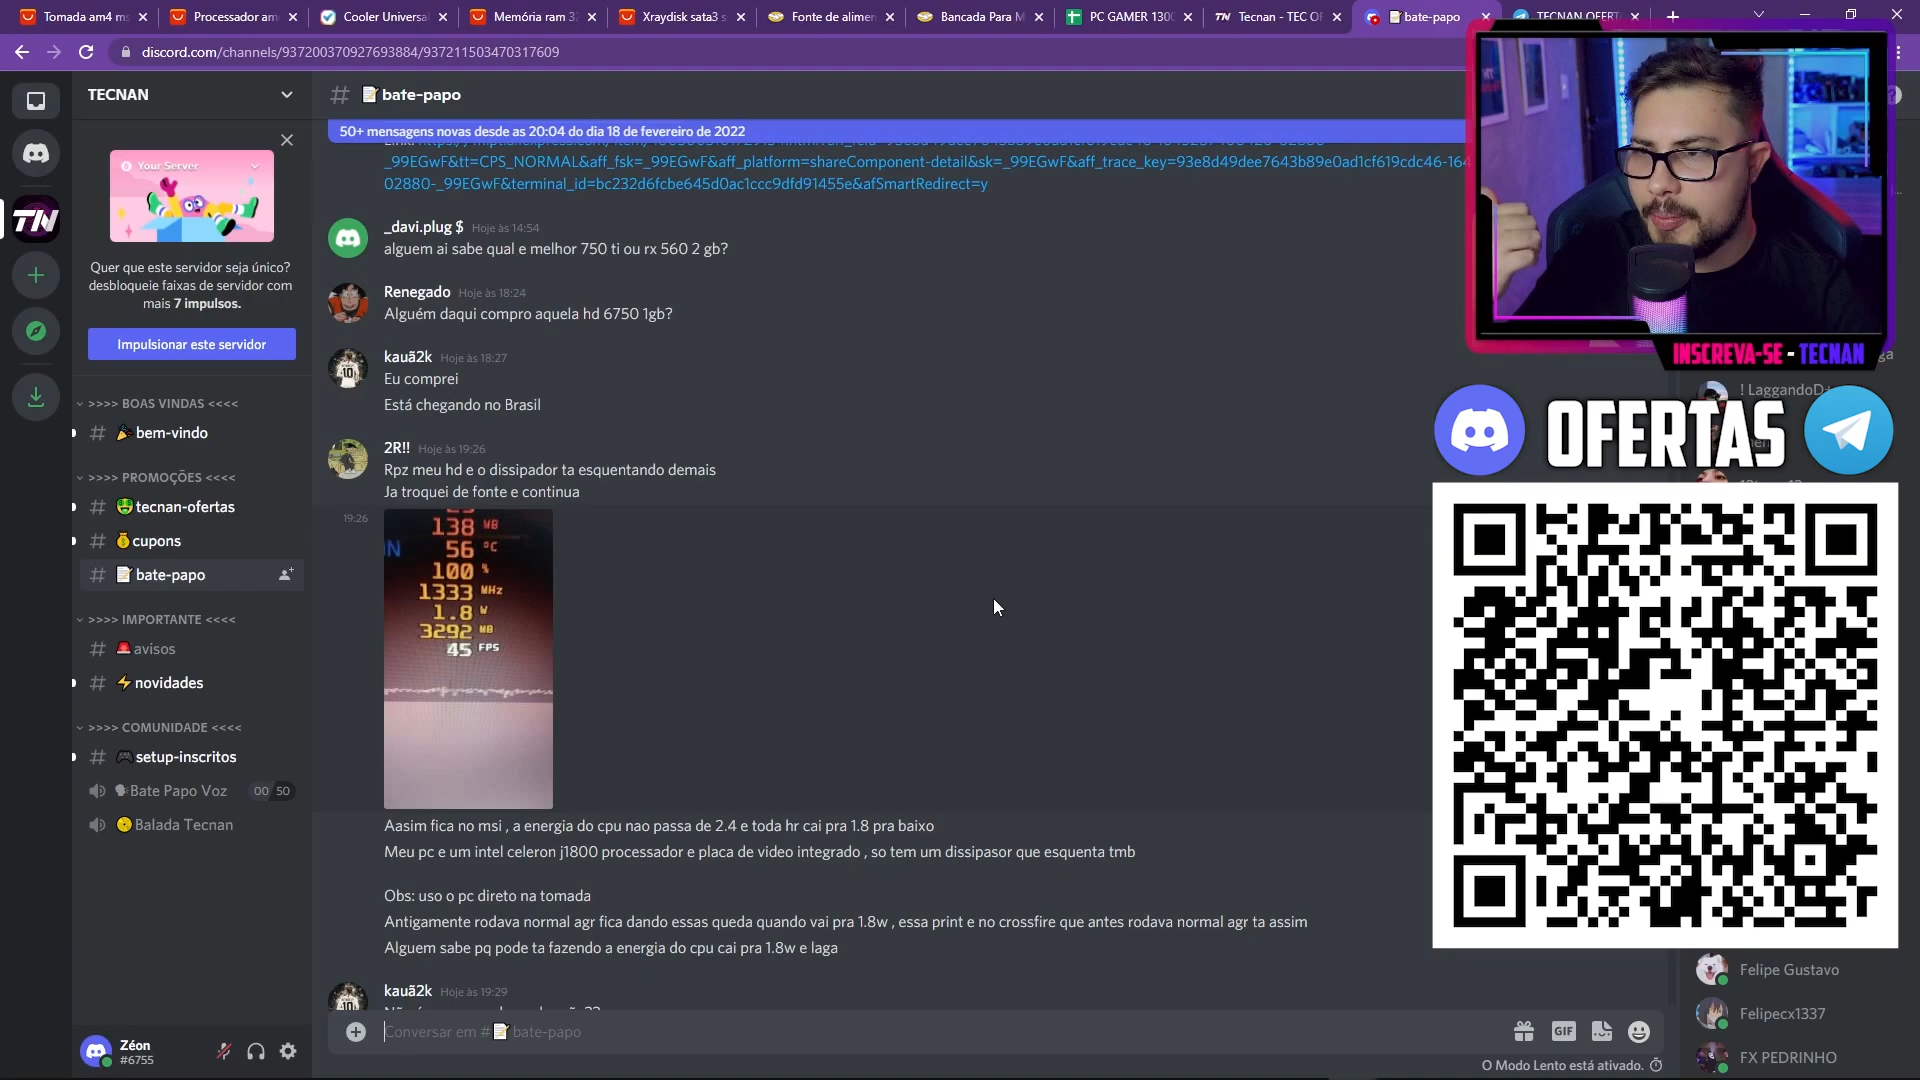 Tomada am4 m
Processador am
Cooler Universal
Memória ram 32
Xraydisk sata3 s
Fonte de alimen
Bancada Para M
PC GAMER 1300
Tecnan - TEC OF
bate-papo
TECNAN OFERT
discord.com/channels/937200370927693884/937211503470317609
TECNAN
Your Server
Quer que este servidor seja único?
desbloqueie faixas de servidor com
mais 7 impulsos.
Impulsionar este servidor
>>>> BOAS VINDAS <<<<
bem-vindo
>>>> PROMOÇÕES <<<<
tecnan-ofertas
cupons
bate-papo
>>>> IMPORTANTE <<<<
avisos
novidades
>>>> COMUNIDADE <<<<
setup-inscritos
Bate Papo Voz 00 50
Balada Tecnan
Zéon
#6755
bate-papo
50+ mensagens novas desde as 20:04 do dia 18 de fevereiro de 2022
_99EGwF&tt=CPS_NORMAL&aff_fsk=_99EGwF&aff_platform=shareComponent-detail&sk=_99EGwF&aff_trace_key=93e8d49dee7643b89e0ad1cf619cdc46-164
02880-_99EGwF&terminal_id=bc232d6fcbe645d0ac1ccc9dfd91455e&afSmartRedirect=y
_davi.plug $ Hoje às 14:54
alguem ai sabe qual e melhor 750 ti ou rx 560 2 gb?
Renegado Hoje às 18:24
Alguém daqui compro aquela hd 6750 1gb?
kauã2k Hoje às 18:27
Eu comprei
Está chegando no Brasil
2R!! Hoje às 19:26
Rpz meu hd e o dissipador ta esquentando demais
Ja troquei de fonte e continua
19:26
138 MB
N 56 °C
100 %
1333 MHz
1.8 W
3292 MB
45 FPS
Aasim fica no msi , a energia do cpu nao passa de 2.4 e toda hr cai pra 1.8 pra baixo
Meu pc e um intel celeron j1800 processador e placa de video integrado , so tem um dissipasor que esquenta tmb
Obs: uso o pc direto na tomada
Antigamente rodava normal agr fica dando essas queda quando vai pra 1.8w , essa print e no crossfire que antes rodava normal agr ta assim
Alguem sabe pq pode ta fazendo a energia do cpu cai pra 1.8w e laga
kauã2k Hoje às 19:29
Conversar em # bate-papo
GIF
O Modo Lento está ativado.
INSCREVA-SE - TECNAN
! LaggandoD
OFERTAS
Felipe Gustavo
Felipecx1337
FX PEDRINHO